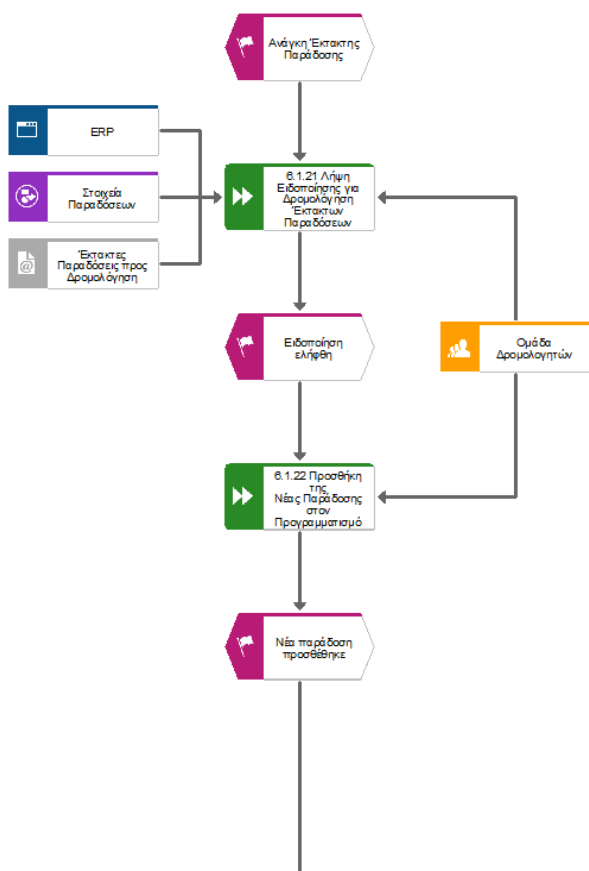 Ανάγκη Έκτακτης
Παράδοσης
ERP
6.1.21 Λήψη
Ειδοποίησης για
Δρομολόγηση
Έκτακτων
Παραδόσεων
Στοιχεία
Παραδόσεων
Έκτακτες
Παραδόσεις προς
Δρομολόγηση
Ειδοποίηση
ελήφθη
Ομάδα
Δρομολογητών
6.1.22 Προσθήκη
της
Νέας Παράδοσης
στον
Προγραμματισμό
Νέα παράδοση
προσθέθηκε